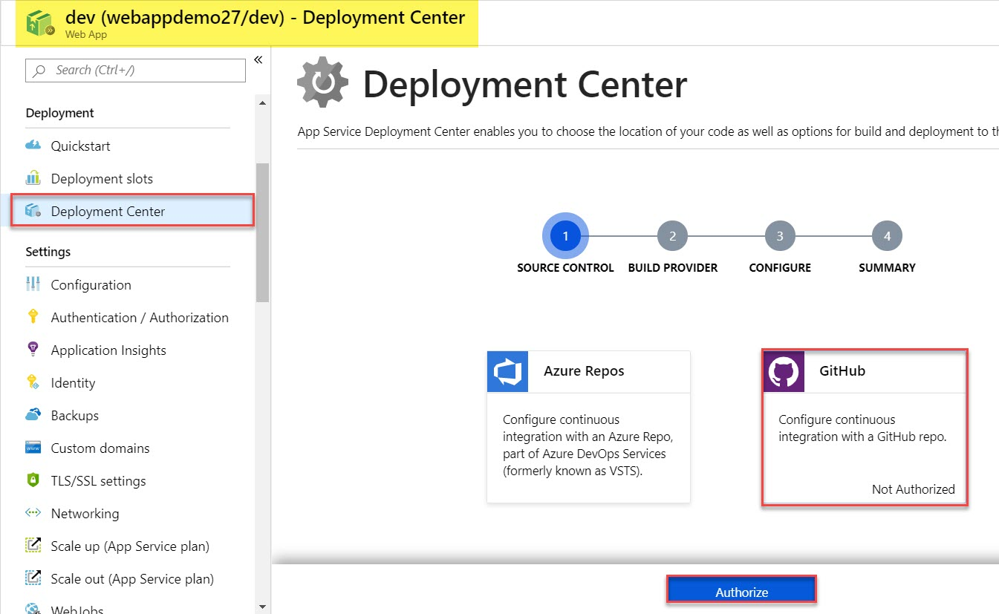 dev (webappdemo27/dev) - Deployment Center
Web App
Search (Ctrl+/)
«
Deployment
Quickstart
Deployment slots
Deployment Center
Settings
Configuration
Authentication / Authorization
Application Insights
Identity
Backups
Custom domains
TLS/SSL settings
Networking
Scale up (App Service plan)
Scale out (App Service plan)
WebJobs
Deployment Center
App Service Deployment Center enables you to choose the location of your code as well as options for build and deployment to th
1
2
3
4
SOURCE CONTROL
BUILD PROVIDER
CONFIGURE
SUMMARY
Azure Repos
Configure continuous
integration with an Azure Repo,
part of Azure DevOps Services
(formerly known as VSTS).
GitHub
Configure continuous
integration with a GitHub repo.
Not Authorized
Authorize